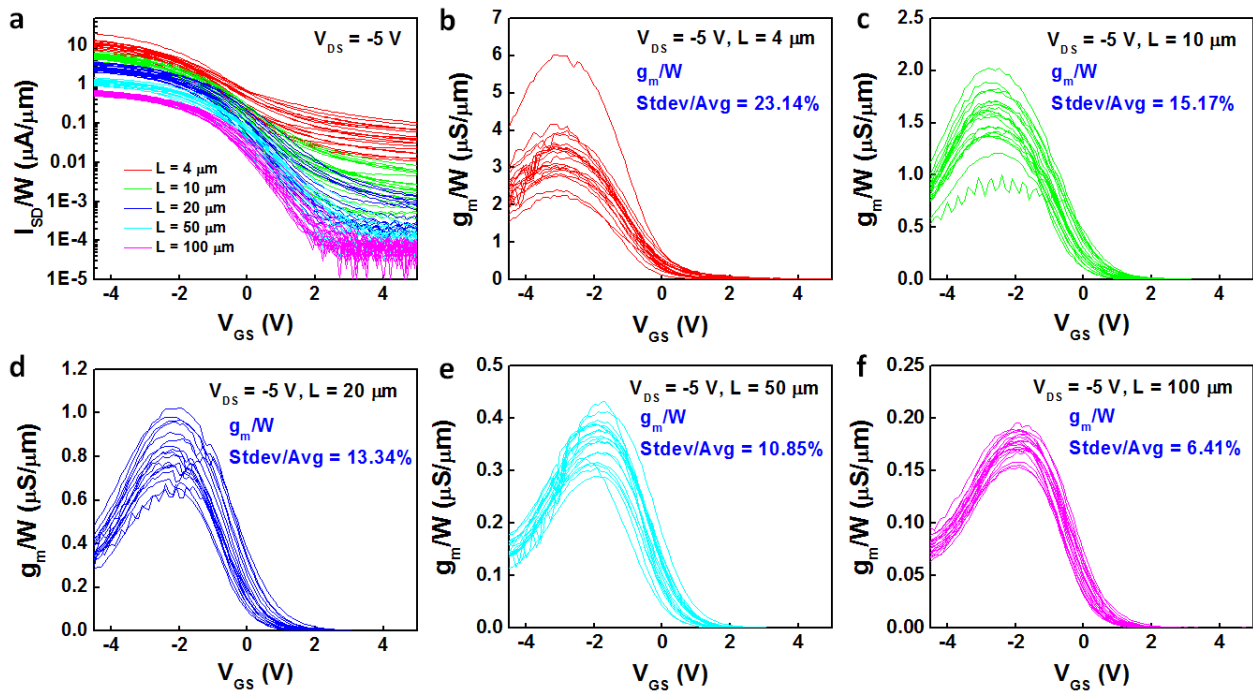 a
V_DS = -5 V
10
1
0.1
0.01
1E-3
1E-4
1E-5
I_SD/W (μA/μm)
L = 4 μm
L = 10 μm
L = 20 μm
L = 50 μm
L = 100 μm
-4 -2 0 2 4
V_GS (V)
b
V_DS = -5 V, L = 4 μm
g_m/W
Stdev/Avg = 23.14%
7
6
5
4
3
2
1
0
g_m/W (μS/μm)
-4 -2 0 2 4
V_GS (V)
c
V_DS = -5 V, L = 10 μm
g_m/W
Stdev/Avg = 15.17%
2.5
2.0
1.5
1.0
0.5
0.0
g_m/W (μS/μm)
-4 -2 0 2 4
V_GS (V)
d
V_DS = -5 V, L = 20 μm
g_m/W
Stdev/Avg = 13.34%
1.2
1.0
0.8
0.6
0.4
0.2
0.0
g_m/W (μS/μm)
-4 -2 0 2 4
V_GS (V)
e
V_DS = -5 V, L = 50 μm
g_m/W
Stdev/Avg = 10.85%
0.5
0.4
0.3
0.2
0.1
0.0
g_m/W (μS/μm)
-4 -2 0 2 4
V_GS (V)
f
V_DS = -5 V, L = 100 μm
g_m/W
Stdev/Avg = 6.41%
0.25
0.20
0.15
0.10
0.05
0.00
g_m/W (μS/μm)
-4 -2 0 2 4
V_GS (V)